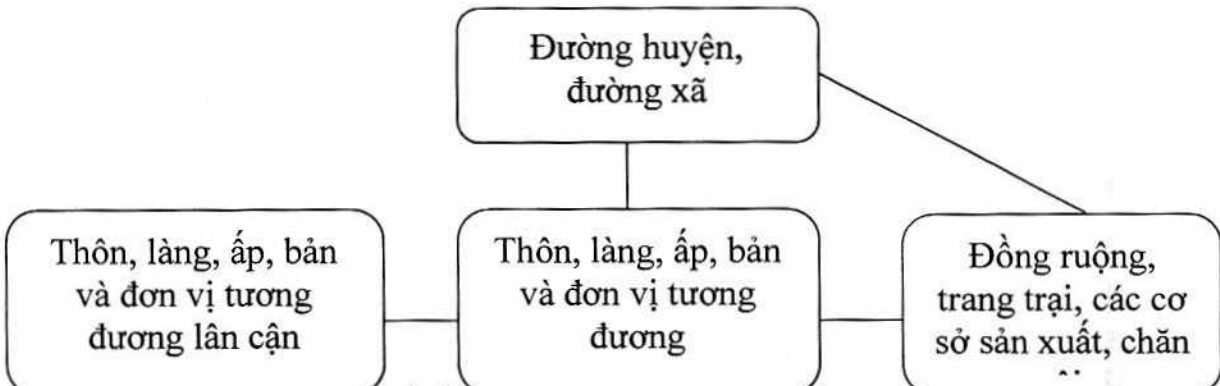 Đường huyện,
đường xã
Thôn, làng, ấp, bản
và đơn vị tương
đương lân cận
Thôn, làng, ấp, bản
và đơn vị tương
đương
Đồng ruộng,
trang trại, các cơ
sở sản xuất, chăn